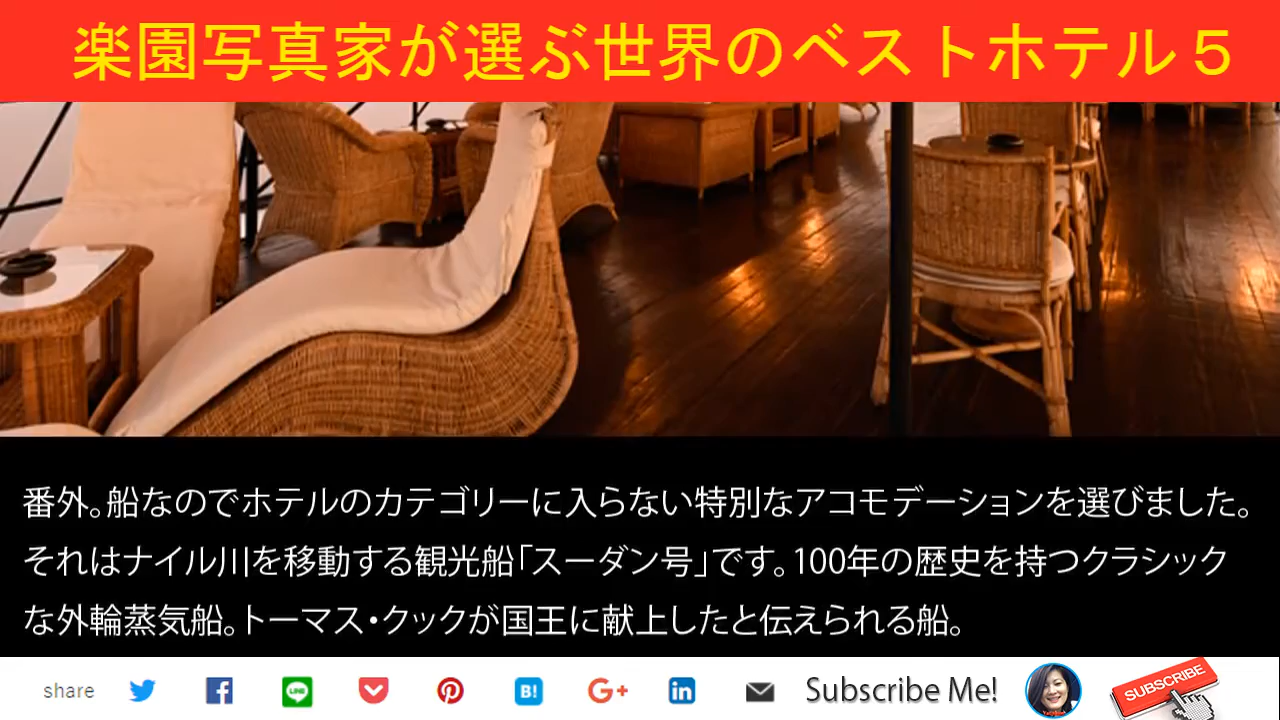 楽園写真家が選ぶ世界のベストホテル５
番外。船なのでホテルのカテゴリーに入らない特別なアコモデーションを選びました。
それはナイル川を移動する観光船「スーダン号」です。100年の歴史を持つクラシック
な外輪蒸気船。トーマス・クックが国王に献上したと伝えられる船。
share
LINE
B!
G+
in
Subscribe Me!
SUBSCRIBE